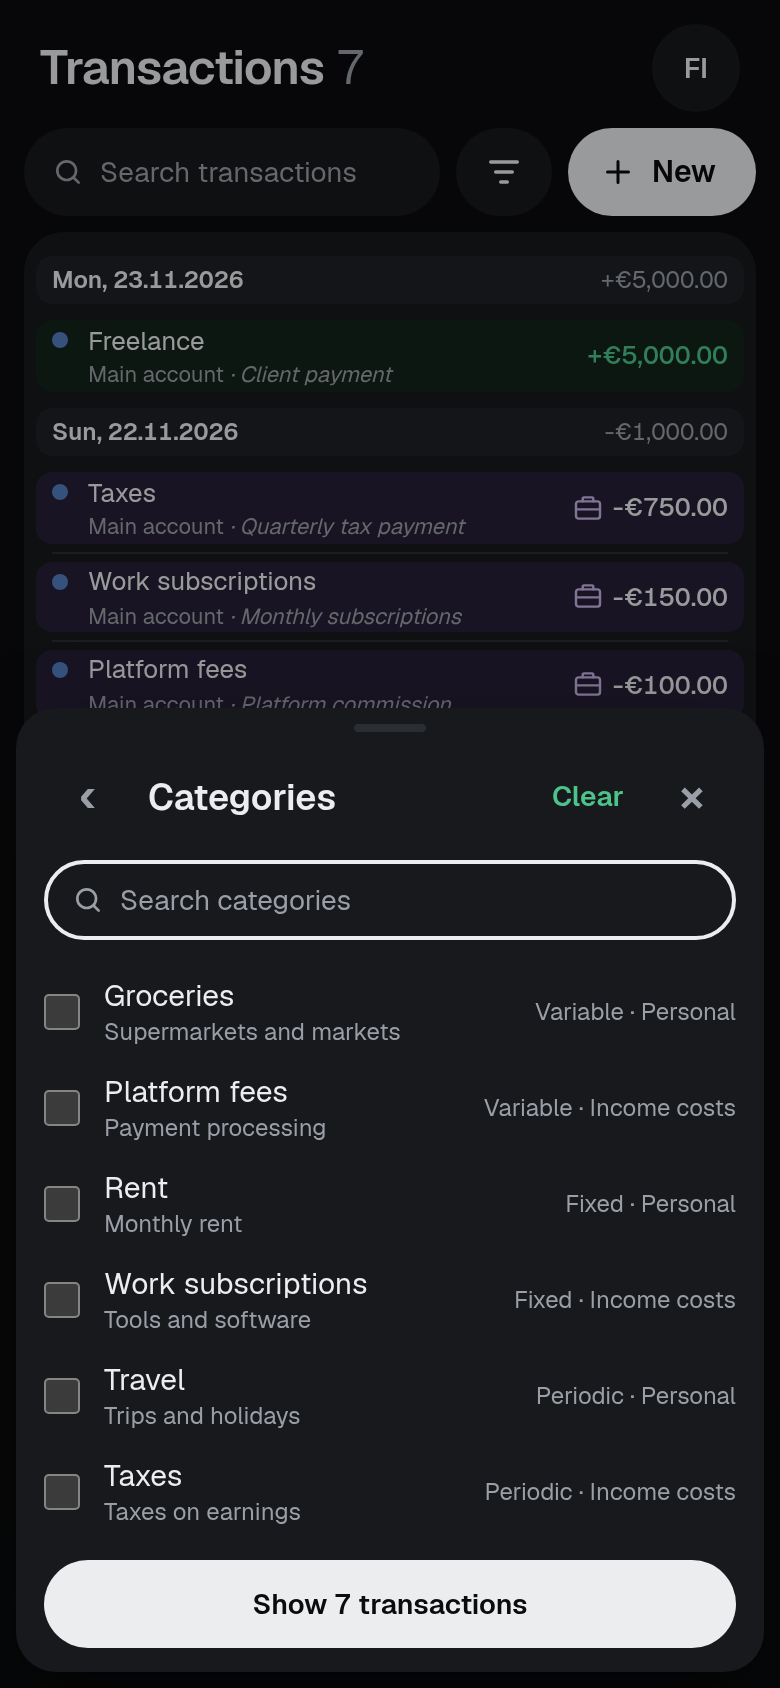 Transactions 7
FI
Search transactions
New
Mon, 23.11.2026 +€5,000.00
Freelance
Main account · Client payment
+€5,000.00
Sun, 22.11.2026 -€1,000.00
Taxes
Main account · Quarterly tax payment
-€750.00
Work subscriptions
Main account · Monthly subscriptions
-€150.00
Platform fees
Main account · Platform commission
-€100.00
Categories
Clear
Search categories
Groceries
Supermarkets and markets
Variable · Personal
Platform fees
Payment processing
Variable · Income costs
Rent
Monthly rent
Fixed · Personal
Work subscriptions
Tools and software
Fixed · Income costs
Travel
Trips and holidays
Periodic · Personal
Taxes
Taxes on earnings
Periodic · Income costs
Show 7 transactions